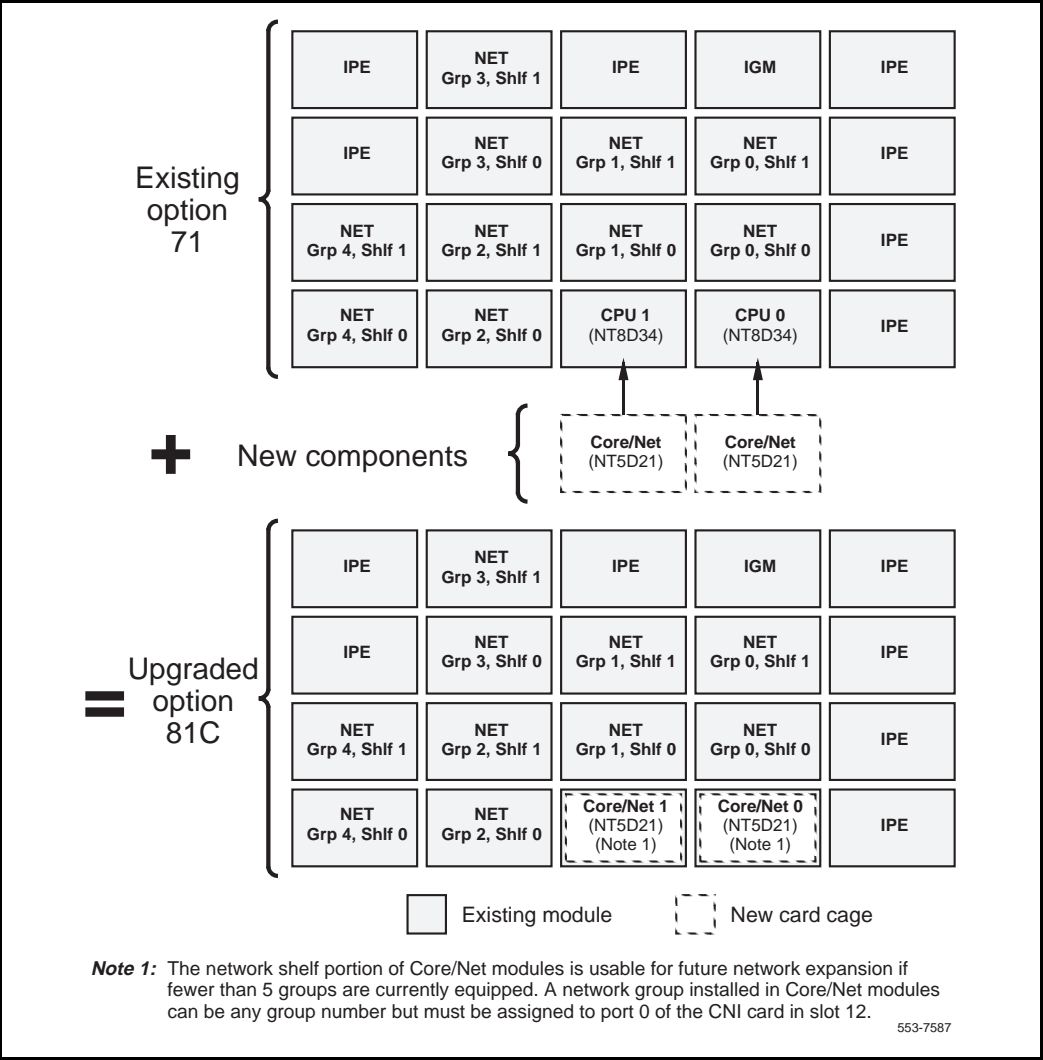 IPE
NET
Grp 3, Shlf 1
IPE
IGM
IPE
IPE
NET
Grp 3, Shlf 0
NET
Grp 1, Shlf 1
NET
Grp 0, Shlf 1
IPE
Existing
option
71
NET
Grp 4, Shlf 1
NET
Grp 2, Shlf 1
NET
Grp 1, Shlf 0
NET
Grp 0, Shlf 0
IPE
NET
Grp 4, Shlf 0
NET
Grp 2, Shlf 0
CPU 1
(NT8D34)
CPU 0
(NT8D34)
IPE
+
New components
Core/Net
(NT5D21)
Core/Net
(NT5D21)
IPE
NET
Grp 3, Shlf 1
IPE
IGM
IPE
IPE
NET
Grp 3, Shlf 0
NET
Grp 1, Shlf 1
NET
Grp 0, Shlf 1
IPE
=
Upgraded
option
81C
NET
Grp 4, Shlf 1
NET
Grp 2, Shlf 1
NET
Grp 1, Shlf 0
NET
Grp 0, Shlf 0
IPE
NET
Grp 4, Shlf 0
NET
Grp 2, Shlf 0
Core/Net 1
(NT5D21)
(Note 1)
Core/Net 0
(NT5D21)
(Note 1)
IPE
Existing module
New card cage
Note 1: The network shelf portion of Core/Net modules is usable for future network expansion if
fewer than 5 groups are currently equipped. A network group installed in Core/Net modules
can be any group number but must be assigned to port 0 of the CNI card in slot 12.
553-7587